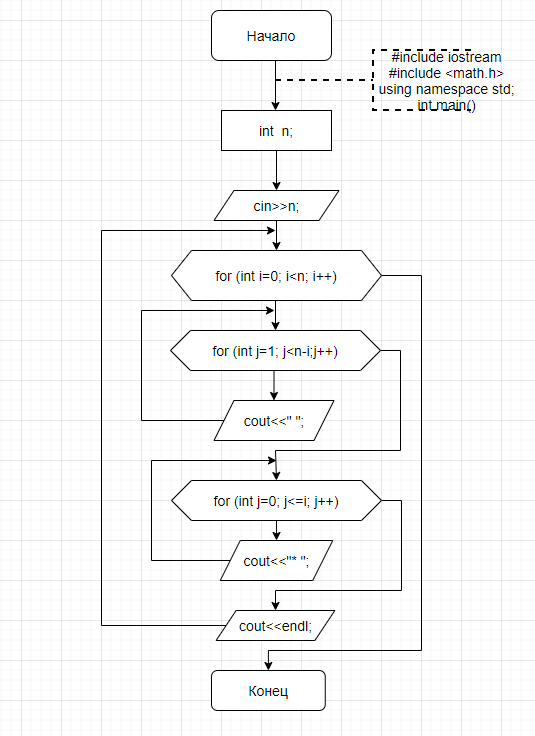 Начало
#include iostream
#include <math.h>
using namespace std;
int main()
int n;
cin>>n;
for (int i=0; i<n; i++)
for (int j=1; j<n-i;j++)
cout<<" ";
for (int j=0; j<=i; j++)
cout<<"* ";
cout<<endl;
Конец